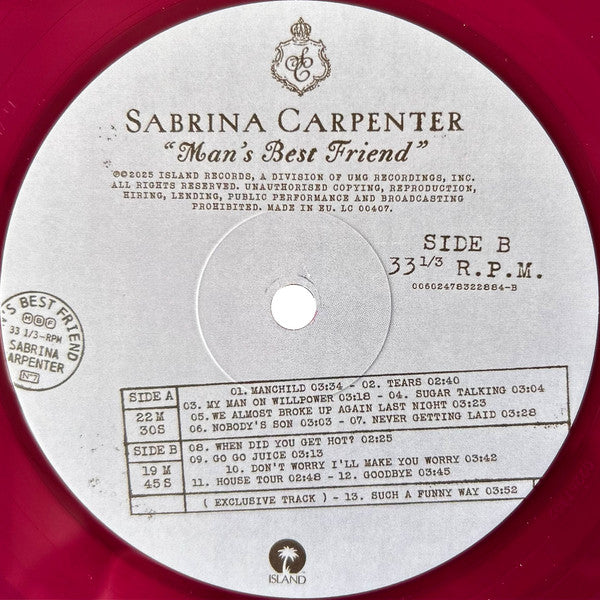 SABRINA CARPENTER
"Man's Best Friend"
℗©2025 ISLAND RECORDS, A DIVISION OF UMG RECORDINGS, INC.
ALL RIGHTS RESERVED. UNAUTHORISED COPYING, REPRODUCTION,
HIRING, LENDING, PUBLIC PERFORMANCE AND BROADCASTING
PROHIBITED. MADE IN EU. LC 00407.
SIDE B
33 1/3 R.P.M.
00602478322884-B
'S BEST FRIEND
MBF
33 1/3-RPM
SABRINA
ARPENTER
Nº7
SIDE A
22 M
30 S
01. MANCHILD 03:34 - 02. TEARS 02:40
03. MY MAN ON WILLPOWER 03:18 - 04. SUGAR TALKING 03:04
05. WE ALMOST BROKE UP AGAIN LAST NIGHT 03:23
06. NOBODY'S SON 03:03 - 07. NEVER GETTING LAID 03:28
SIDE B
19 M
45 S
08. WHEN DID YOU GET HOT? 02:25
09. GO GO JUICE 03:13
10. DON'T WORRY I'LL MAKE YOU WORRY 03:42
11. HOUSE TOUR 02:48 - 12. GOODBYE 03:45
( EXCLUSIVE TRACK ) - 13. SUCH A FUNNY WAY 03:52
ISLAND